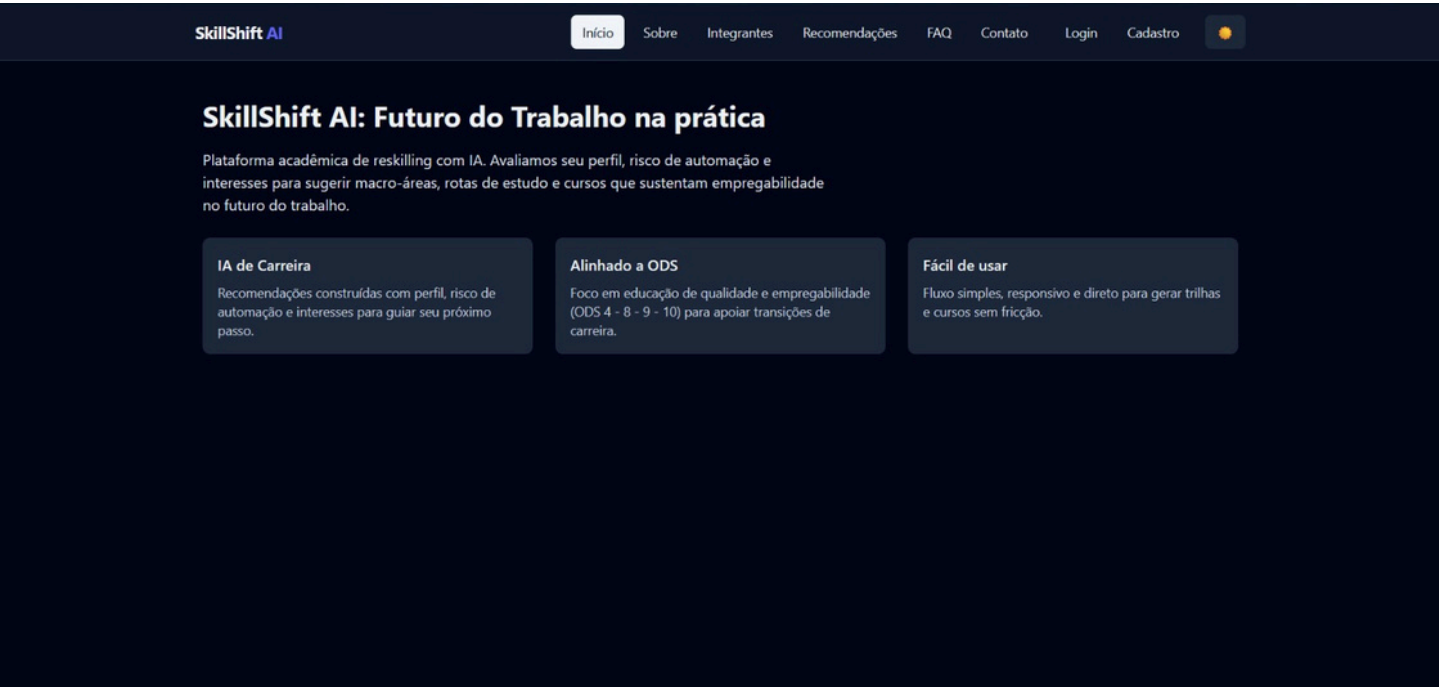 SkillShift AI
Início
Sobre
Integrantes
Recomendações
FAQ
Contato
Login
Cadastro
SkillShift AI: Futuro do Trabalho na prática
Plataforma acadêmica de reskilling com IA. Avaliamos seu perfil, risco de automação e
interesses para sugerir macro-áreas, rotas de estudo e cursos que sustentam empregabilidade
no futuro do trabalho.
IA de Carreira
Recomendações construídas com perfil, risco de
automação e interesses para guiar seu próximo
passo.
Alinhado a ODS
Foco em educação de qualidade e empregabilidade
(ODS 4 - 8 - 9 - 10) para apoiar transições de
carreira.
Fácil de usar
Fluxo simples, responsivo e direto para gerar trilhas
e cursos sem fricção.